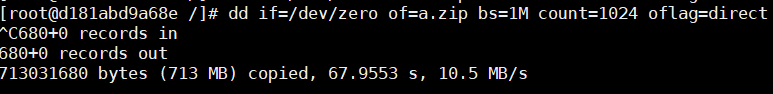 [root@d181abd9a68e /]# dd if=/dev/zero of=a.zip bs=1M count=1024 oflag=direct
^C680+0 records in
680+0 records out
713031680 bytes (713 MB) copied, 67.9553 s, 10.5 MB/s